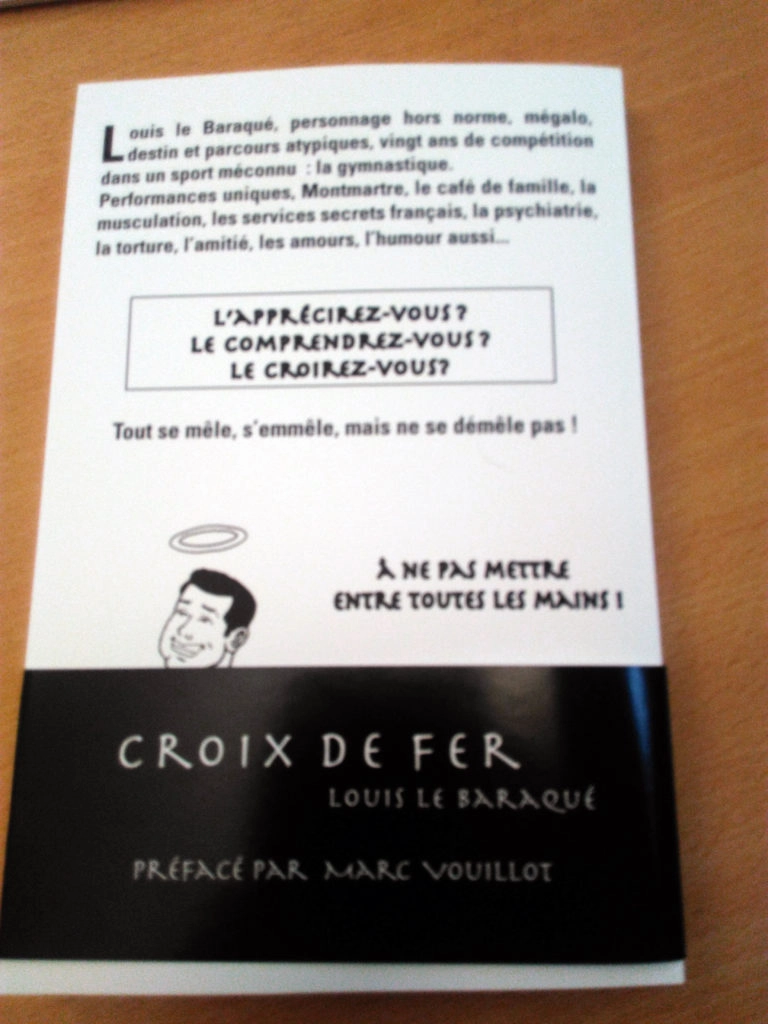 Louis le Baraqué, personnage hors norme, mégalo,
destin et parcours atypiques, vingt ans de compétition
dans un sport méconnu : la gymnastique.
Performances uniques, Montmartre, le café de famille, la
musculation, les services secrets français, la psychiatrie,
la torture, l'amitié, les amours, l'humour aussi...
L'APPRÉCIREZ-VOUS ?
LE COMPRENDREZ-VOUS ?
LE CROIREZ-VOUS?
Tout se mêle, s'emmêle, mais ne se démêle pas !
À NE PAS METTRE
ENTRE TOUTES LES MAINS !
CROIX DE FER
LOUIS LE BARAQUÉ
PRÉFACÉ PAR MARC VOUILLOT